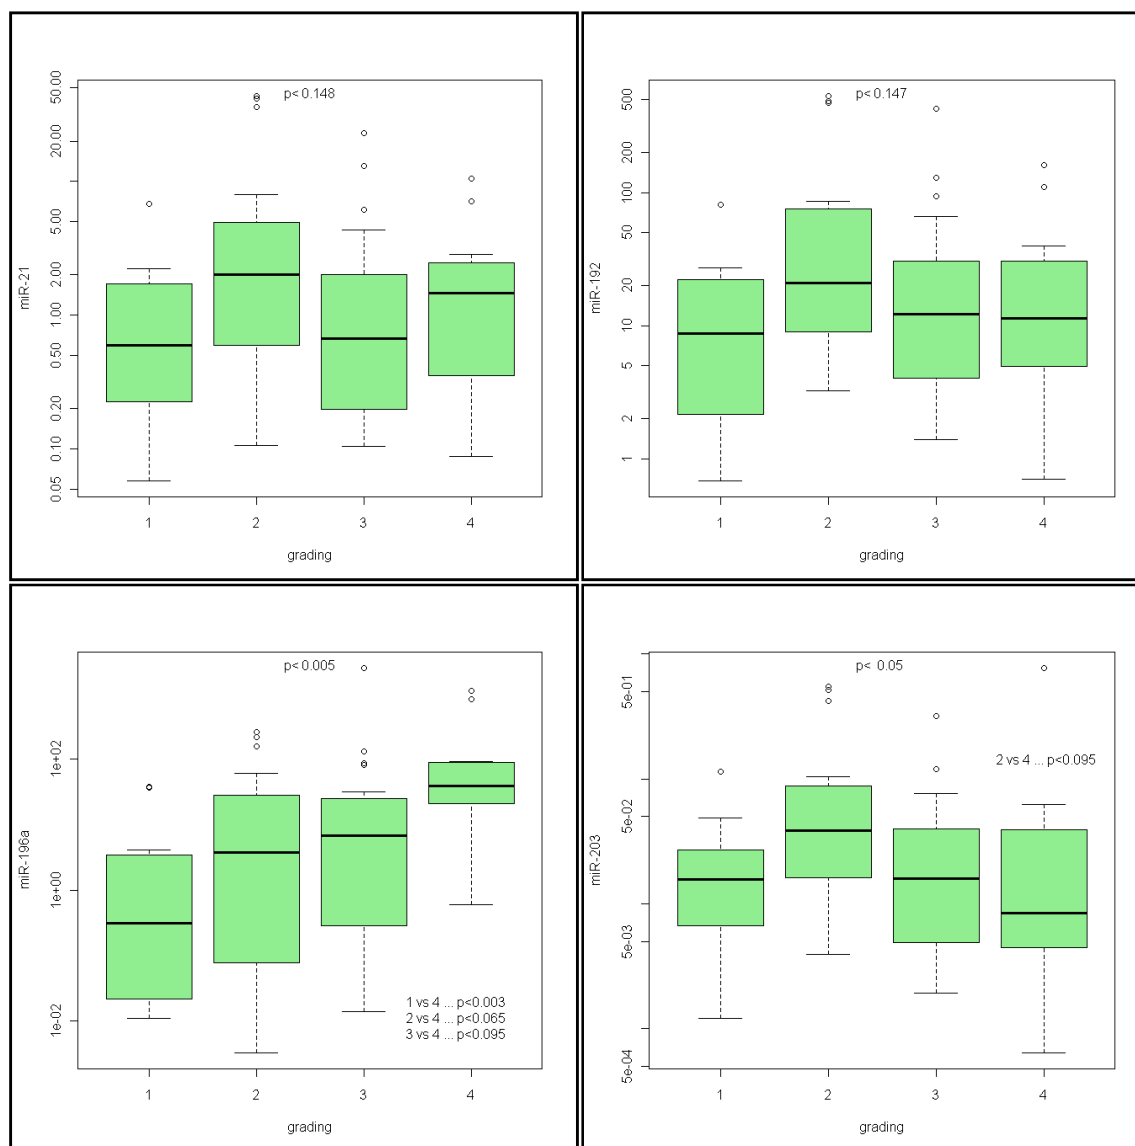 p< 0.148
miR-21
50.00
20.00
5.00
2.00
1.00
0.50
0.20
0.10
0.05
1 2 3 4
grading
p< 0.147
miR-192
500
200
100
50
20
10
5
2
1
1 2 3 4
grading
p< 0.005
miR-196a
1e+02
1e+00
1e-02
1 vs 4 ... p<0.003
2 vs 4 ... p<0.065
3 vs 4 ... p<0.095
1 2 3 4
grading
p< 0.05
miR-203
5e-01
5e-02
5e-03
5e-04
2 vs 4 ... p<0.095
1 2 3 4
grading